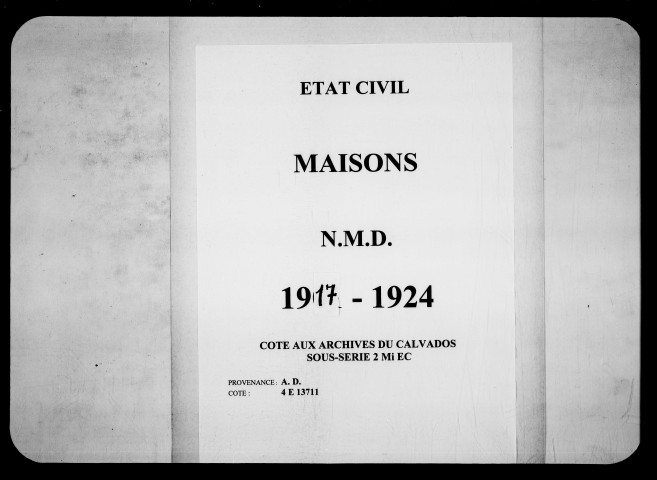 ETAT CIVIL
MAISONS
N.M.D.
1917 - 1924
COTE AUX ARCHIVES DU CALVADOS
SOUS-SERIE 2 Mi EC
PROVENANCE : A. D.
COTE : 4 E 13711